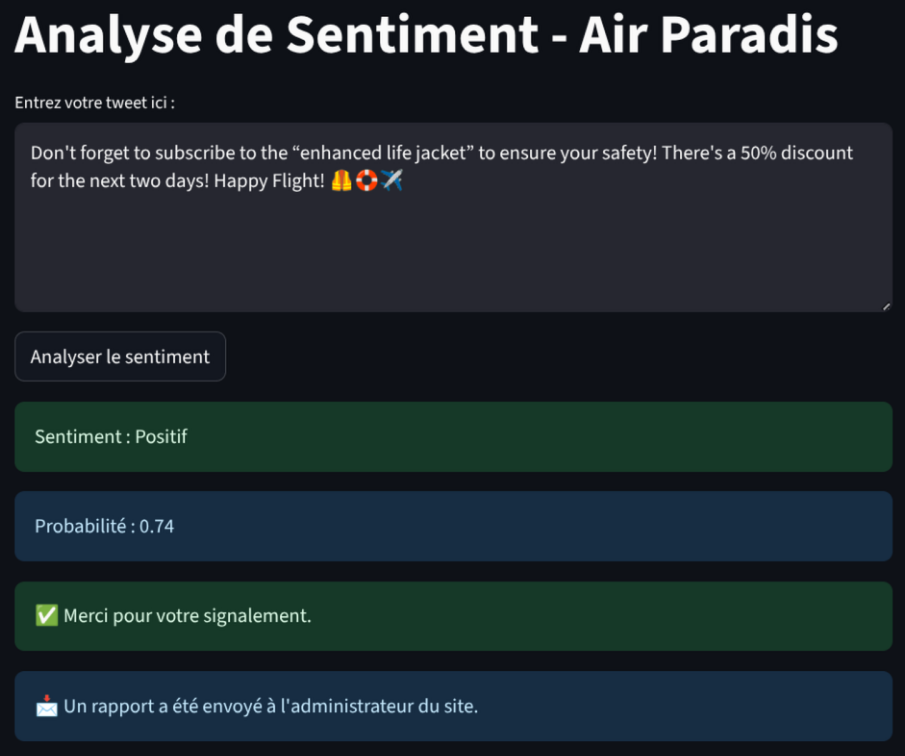 Analyse de Sentiment - Air Paradis
Entrez votre tweet ici :
Don't forget to subscribe to the “enhanced life jacket” to ensure your safety! There's a 50% discount
for the next two days! Happy Flight! 🦺🛟✈️
Analyser le sentiment
Sentiment : Positif
Probabilité : 0.74
✅ Merci pour votre signalement.
📩 Un rapport a été envoyé à l'administrateur du site.